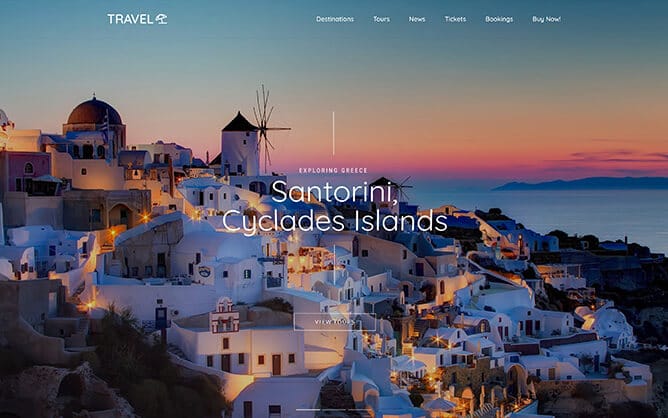 TRAVEL
Destinations
Tours
News
Tickets
Bookings
Buy Now!
EXPLORING GREECE
Santorini,
Cyclades Islands
VIEW TOURS